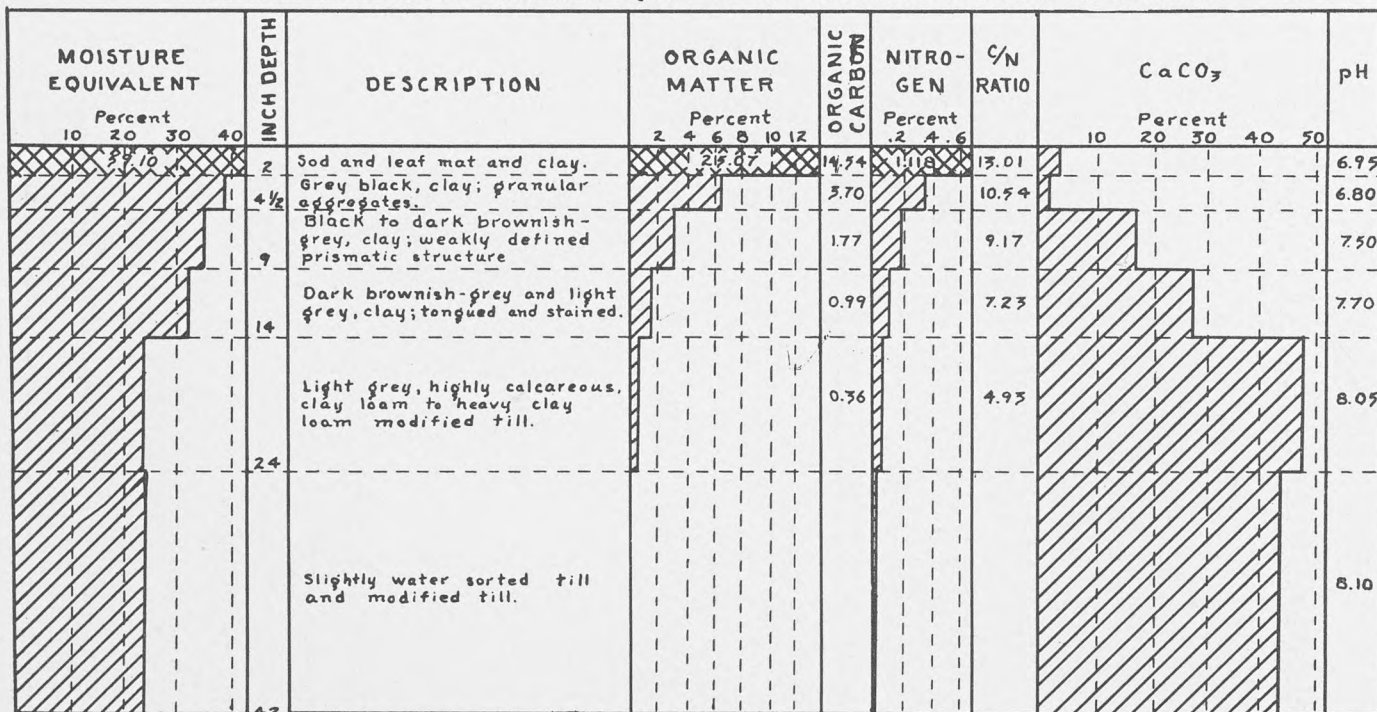 MOISTURE EQUIVALENT
Percent
10 20 30 40
INCH DEPTH
DESCRIPTION
ORGANIC MATTER
Percent
2 4 6 8 10 12
ORGANIC CARBON
NITRO-GEN
Percent
.2 .4 .6
C/N RATIO
CaCO₃
Percent
10 20 30 40 50
pH
2
Sod and leaf mat and clay.
25.07
14.54
1.118
13.01
6.95
4½
Grey black, clay; granular
aggregates.
3.70
10.54
6.80
9
Black to dark brownish-
grey, clay; weakly defined
prismatic structure
1.77
9.17
7.50
14
Dark brownish-grey and light
grey, clay; tongued and stained.
0.99
7.23
7.70
24
Light grey, highly calcareous,
clay loam to heavy clay
loam modified till.
0.36
4.93
8.05
Slightly water sorted till
and modified till.
8.10